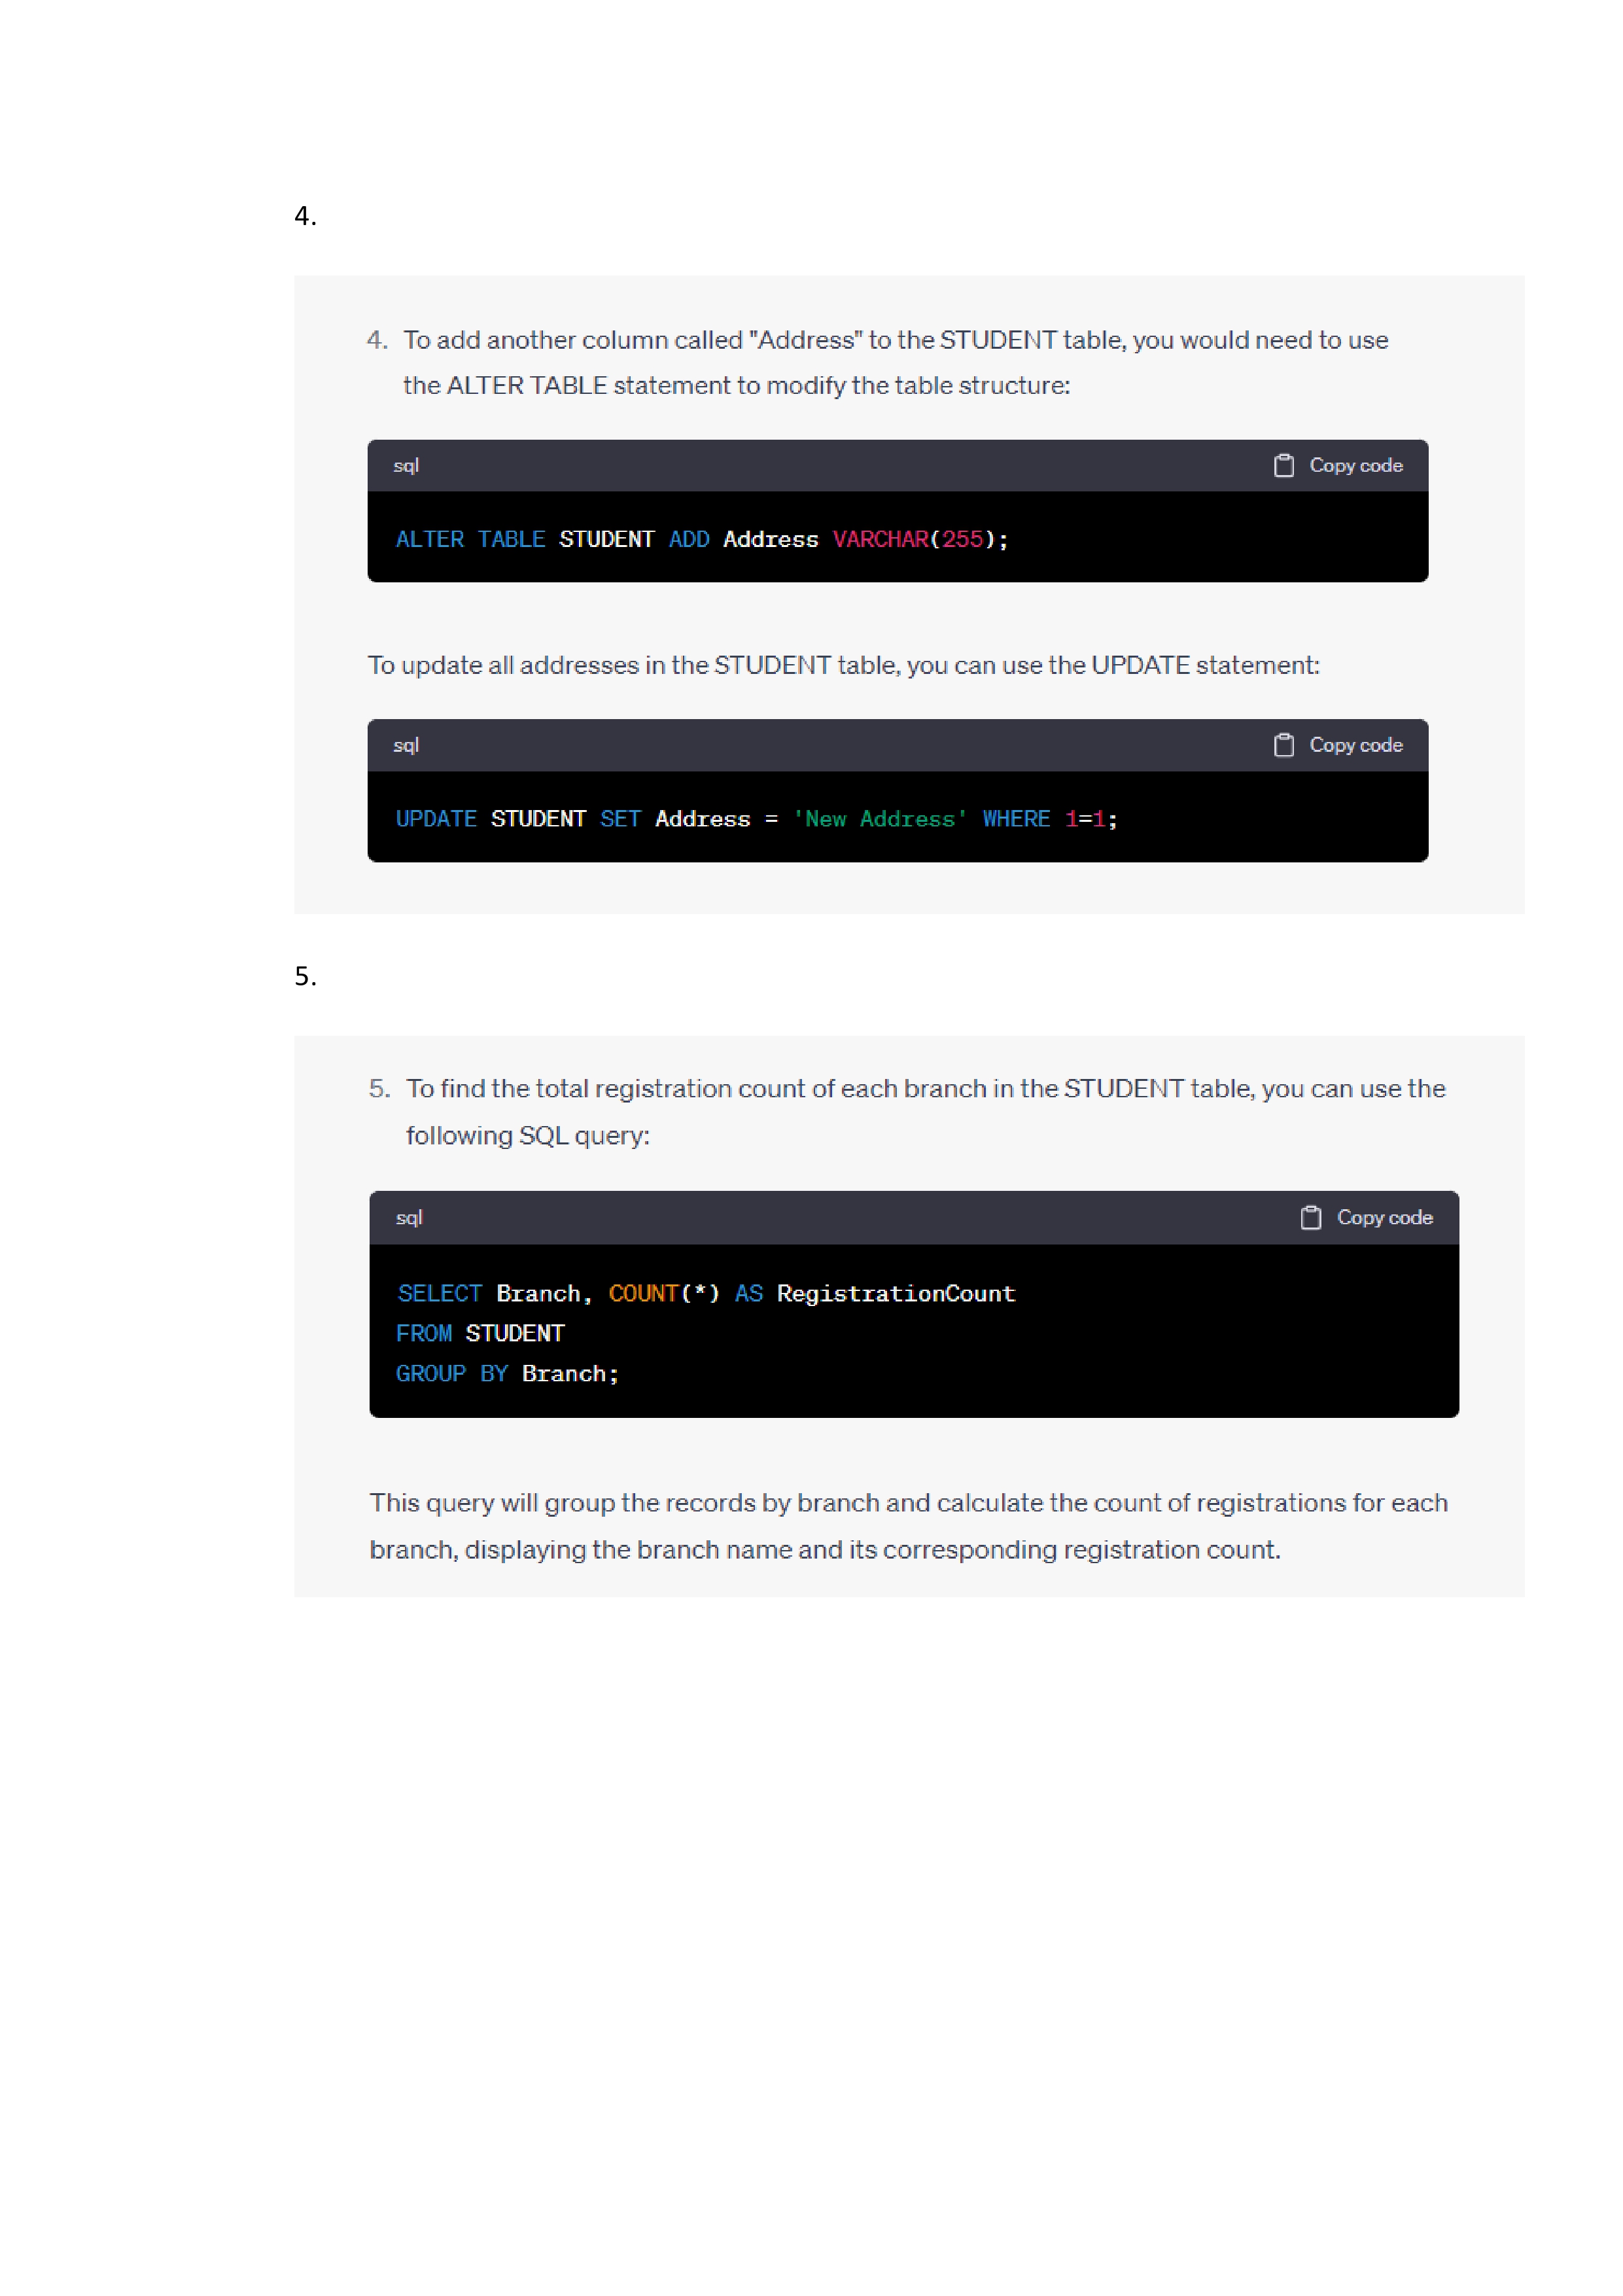 4.
4. To add another column called "Address" to the STUDENT table, you would need to use
the ALTER TABLE statement to modify the table structure:
sql Copy code
ALTER TABLE STUDENT ADD Address VARCHAR(255);
To update all addresses in the STUDENT table, you can use the UPDATE statement:
sql Copy code
UPDATE STUDENT SET Address = 'New Address' WHERE 1=1;
5.
5. To find the total registration count of each branch in the STUDENT table, you can use the
following SQL query:
sql Copy code
SELECT Branch, COUNT(*) AS RegistrationCount
FROM STUDENT
GROUP BY Branch;
This query will group the records by branch and calculate the count of registrations for each
branch, displaying the branch name and its corresponding registration count.